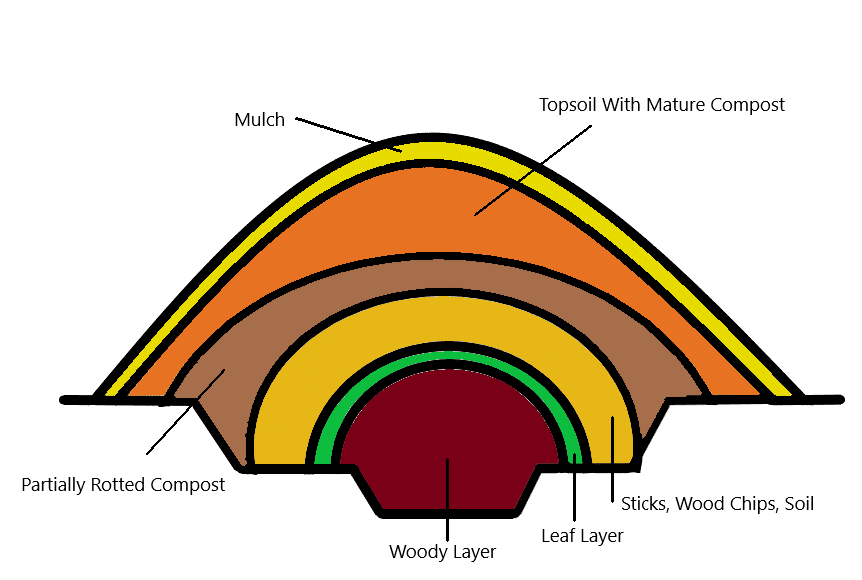 Topsoil With Mature Compost
Mulch
Partially Rotted Compost
Sticks, Wood Chips, Soil
Leaf Layer
Woody Layer